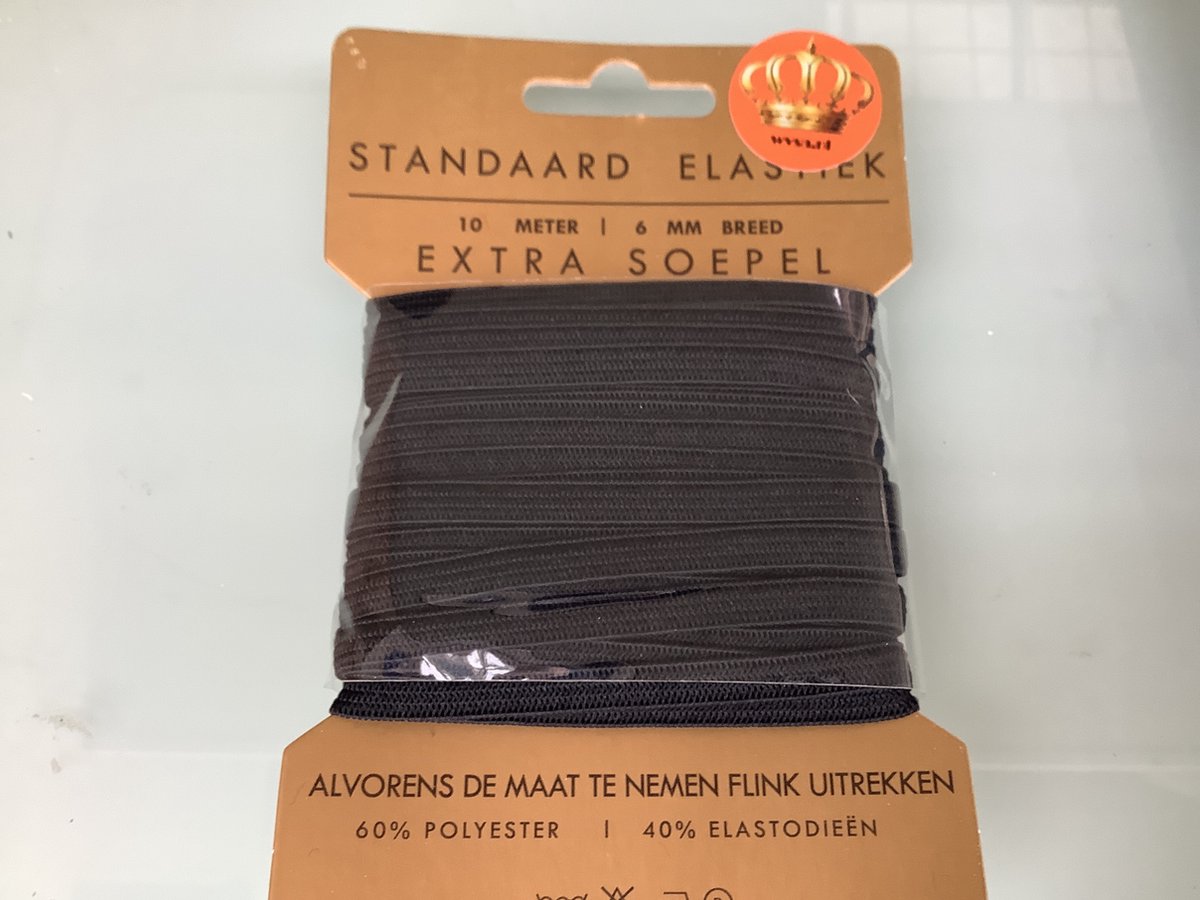 STANDAARD ELASTIEK
10 METER | 6 MM BREED
EXTRA SOEPEL
ALVORENS DE MAAT TE NEMEN FLINK UITREKKEN
60% POLYESTER | 40% ELASTODIEËN